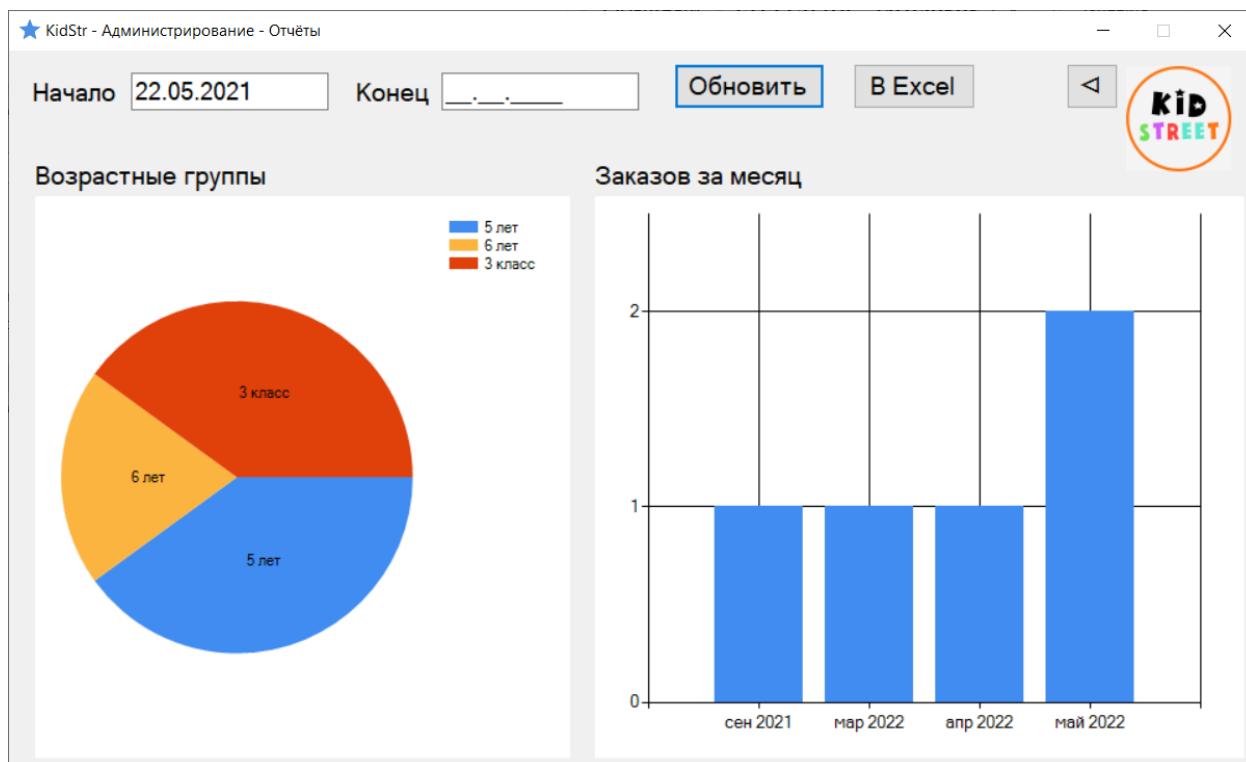 KidStr - Администрирование - Отчёты
Начало 22.05.2021 Конец __.__.____ Обновить В Excel
KiD
STREET
Возрастные группы
5 лет
6 лет
3 класс
3 класс
6 лет
5 лет
Заказов за месяц
2
1
0
сен 2021 мар 2022 апр 2022 май 2022